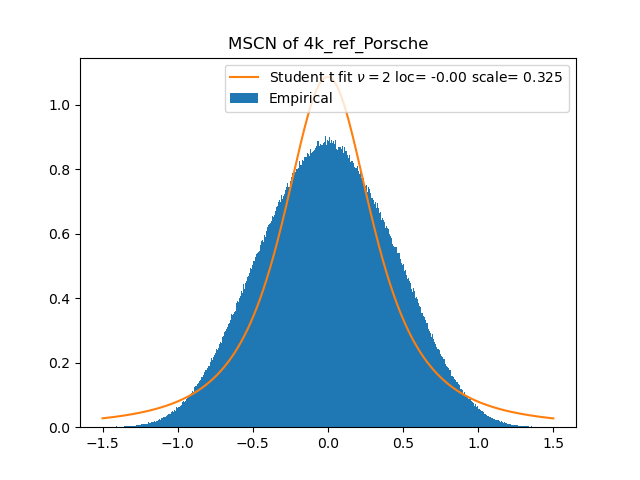 MSCN of 4k_ref_Porsche
Student t fit ν = 2 loc= -0.00 scale= 0.325
Empirical
1.0
0.8
0.6
0.4
0.2
0.0
−1.5 −1.0 −0.5 0.0 0.5 1.0 1.5